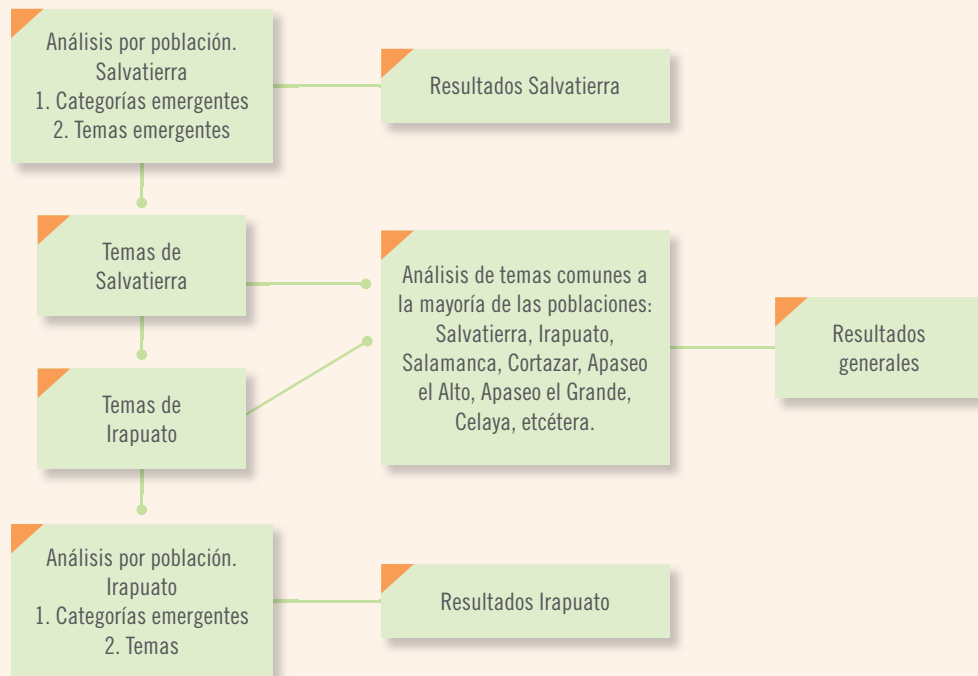 Análisis por población.
Salvatierra
1. Categorías emergentes
2. Temas emergentes
Resultados Salvatierra
Temas de
Salvatierra
Análisis de temas comunes a
la mayoría de las poblaciones:
Salvatierra, Irapuato,
Salamanca, Cortazar, Apaseo
el Alto, Apaseo el Grande,
Celaya, etcétera.
Resultados
generales
Temas de
Irapuato
Análisis por población.
Irapuato
1. Categorías emergentes
2. Temas
Resultados Irapuato